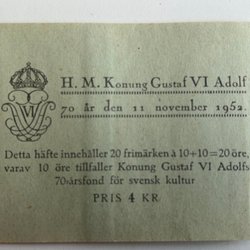 H. M. Konung Gustaf VI Adolf
70 år den 11 november 1952.
Detta häfte innehåller 20 frimärken à 10+10=20 öre,
varav 10 öre tillfaller Konung Gustaf VI Adolfs
70-årsfond för svensk kultur
PRIS 4 KR